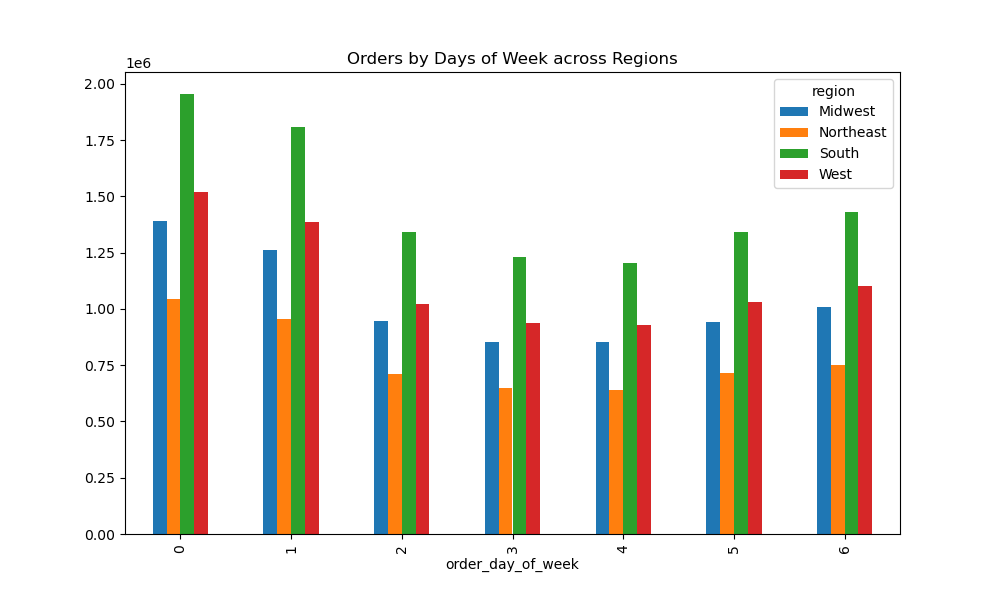 Orders by Days of Week across Regions
1e6
2.00
1.75
1.50
1.25
1.00
0.75
0.50
0.25
0.00
region
Midwest
Northeast
South
West
0 1 2 3 4 5 6
order_day_of_week